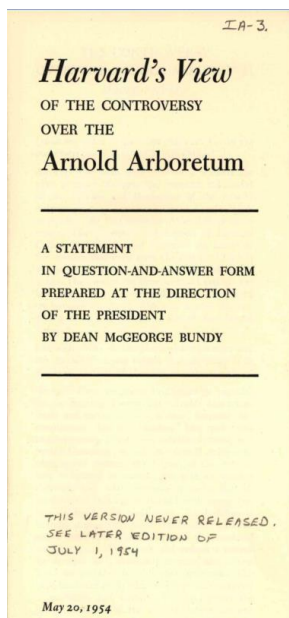 IA-3.
Harvard's View
OF THE CONTROVERSY
OVER THE
Arnold Arboretum
A STATEMENT
IN QUESTION-AND-ANSWER FORM
PREPARED AT THE DIRECTION
OF THE PRESIDENT
BY DEAN McGEORGE BUNDY
THIS VERSION NEVER RELEASED.
SEE LATER EDITION OF
JULY 1, 1954
May 20, 1954